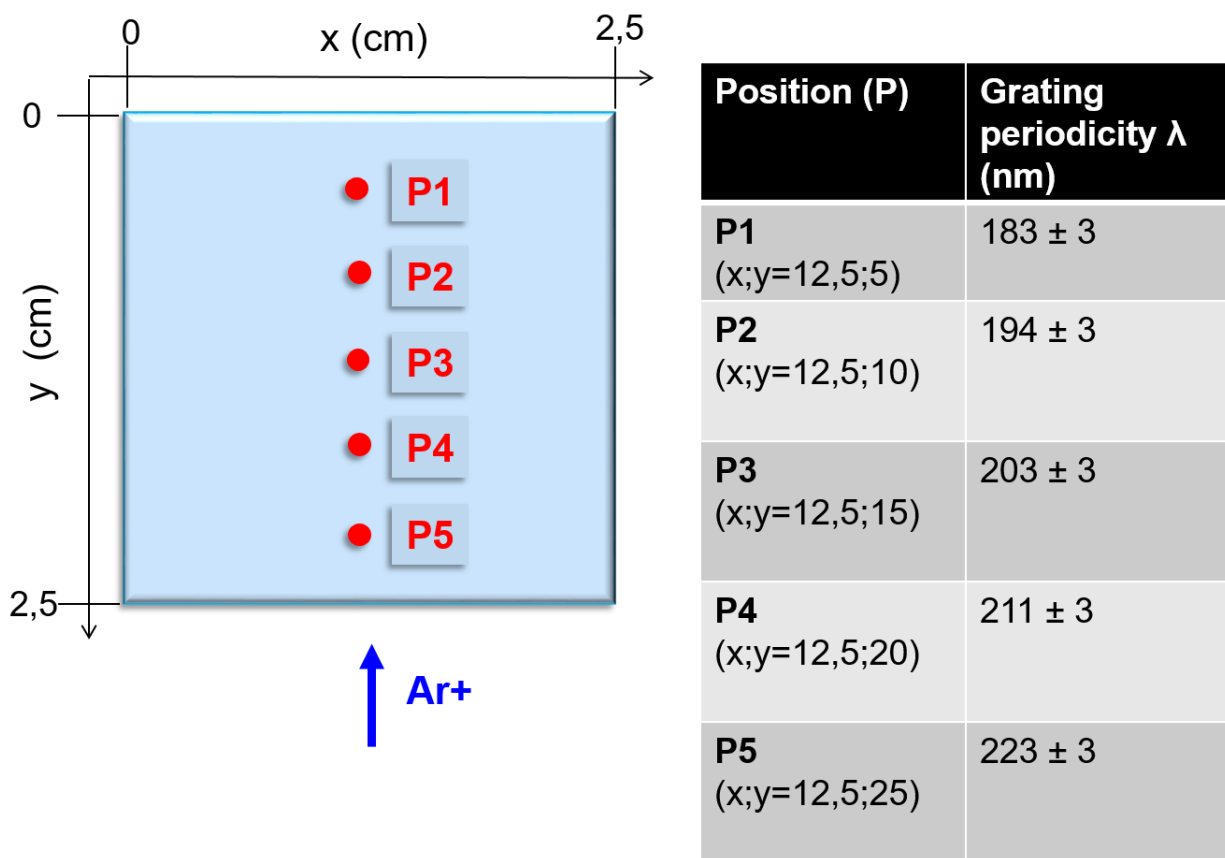 0
x (cm)
2,5
0
P1
P2
P3
P4
P5
y (cm)
2,5
Ar+
Position (P)
Grating
periodicity λ
(nm)
P1
(x;y=12,5;5)
183 ± 3
P2
(x;y=12,5;10)
194 ± 3
P3
(x;y=12,5;15)
203 ± 3
P4
(x;y=12,5;20)
211 ± 3
P5
(x;y=12,5;25)
223 ± 3